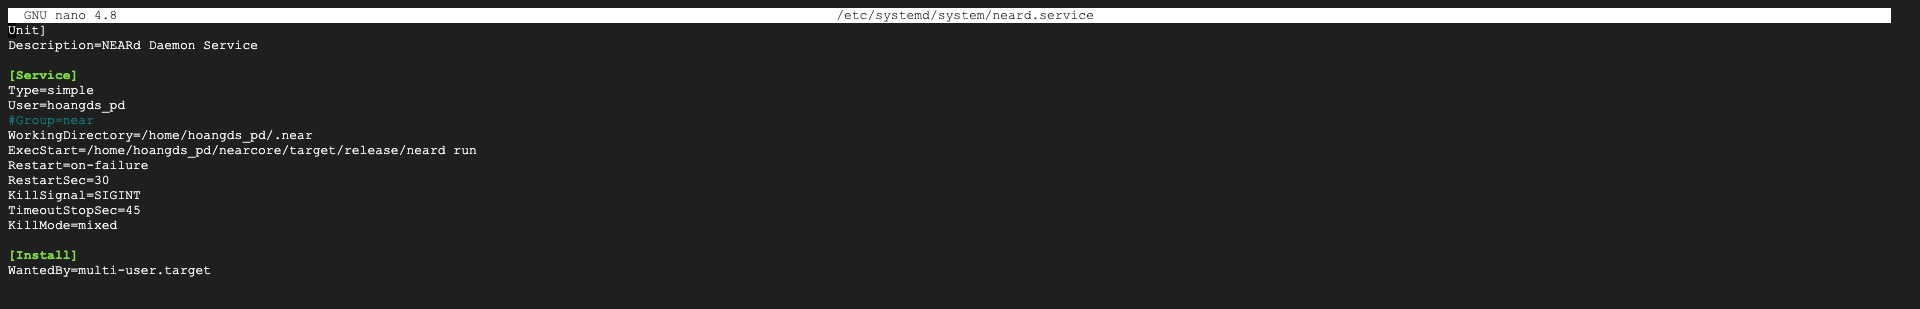 GNU nano 4.8 /etc/systemd/system/neard.service
Unit]
Description=NEARd Daemon Service
[Service]
Type=simple
User=hoangds_pd
#Group=near
WorkingDirectory=/home/hoangds_pd/.near
ExecStart=/home/hoangds_pd/nearcore/target/release/neard run
Restart=on-failure
RestartSec=30
KillSignal=SIGINT
TimeoutStopSec=45
KillMode=mixed
[Install]
WantedBy=multi-user.target